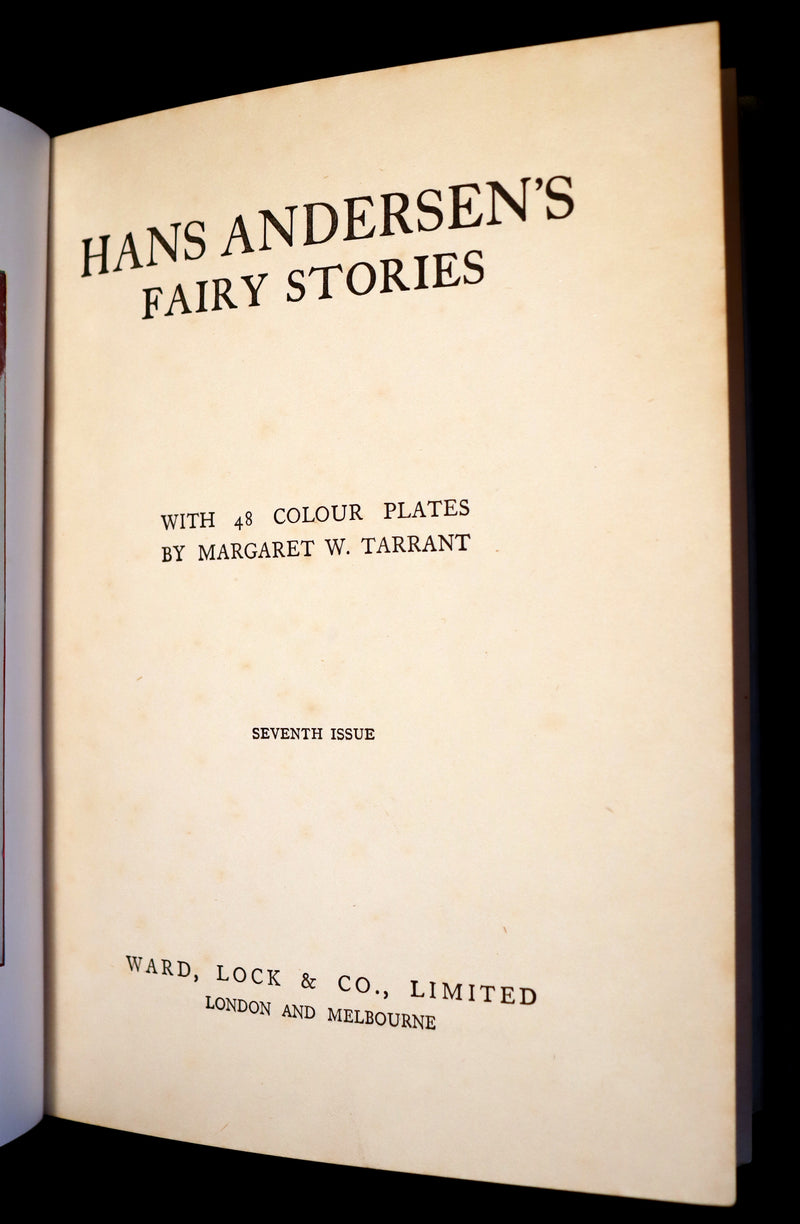 HANS ANDERSEN'S
FAIRY STORIES
WITH 48 COLOUR PLATES
BY MARGARET W. TARRANT
SEVENTH ISSUE
WARD, LOCK & CO., LIMITED
LONDON AND MELBOURNE